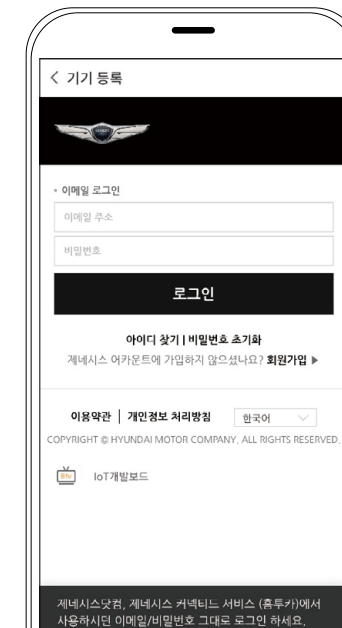 < 기기 등록
GENESIS
• 이메일 로그인
이메일 주소
비밀번호
로그인
아이디 찾기 | 비밀번호 초기화
제네시스 어카운트에 가입하지 않으셨나요? 회원가입 ▶
이용약관 | 개인정보 처리방침 한국어
COPYRIGHT © HYUNDAI MOTOR COMPANY, ALL RIGHTS RESERVED.
Btv IoT개발보드
제네시스닷컴, 제네시스 커넥티드 서비스 (홈투카)에서
사용하시던 이메일/비밀번호 그대로 로그인 하세요.